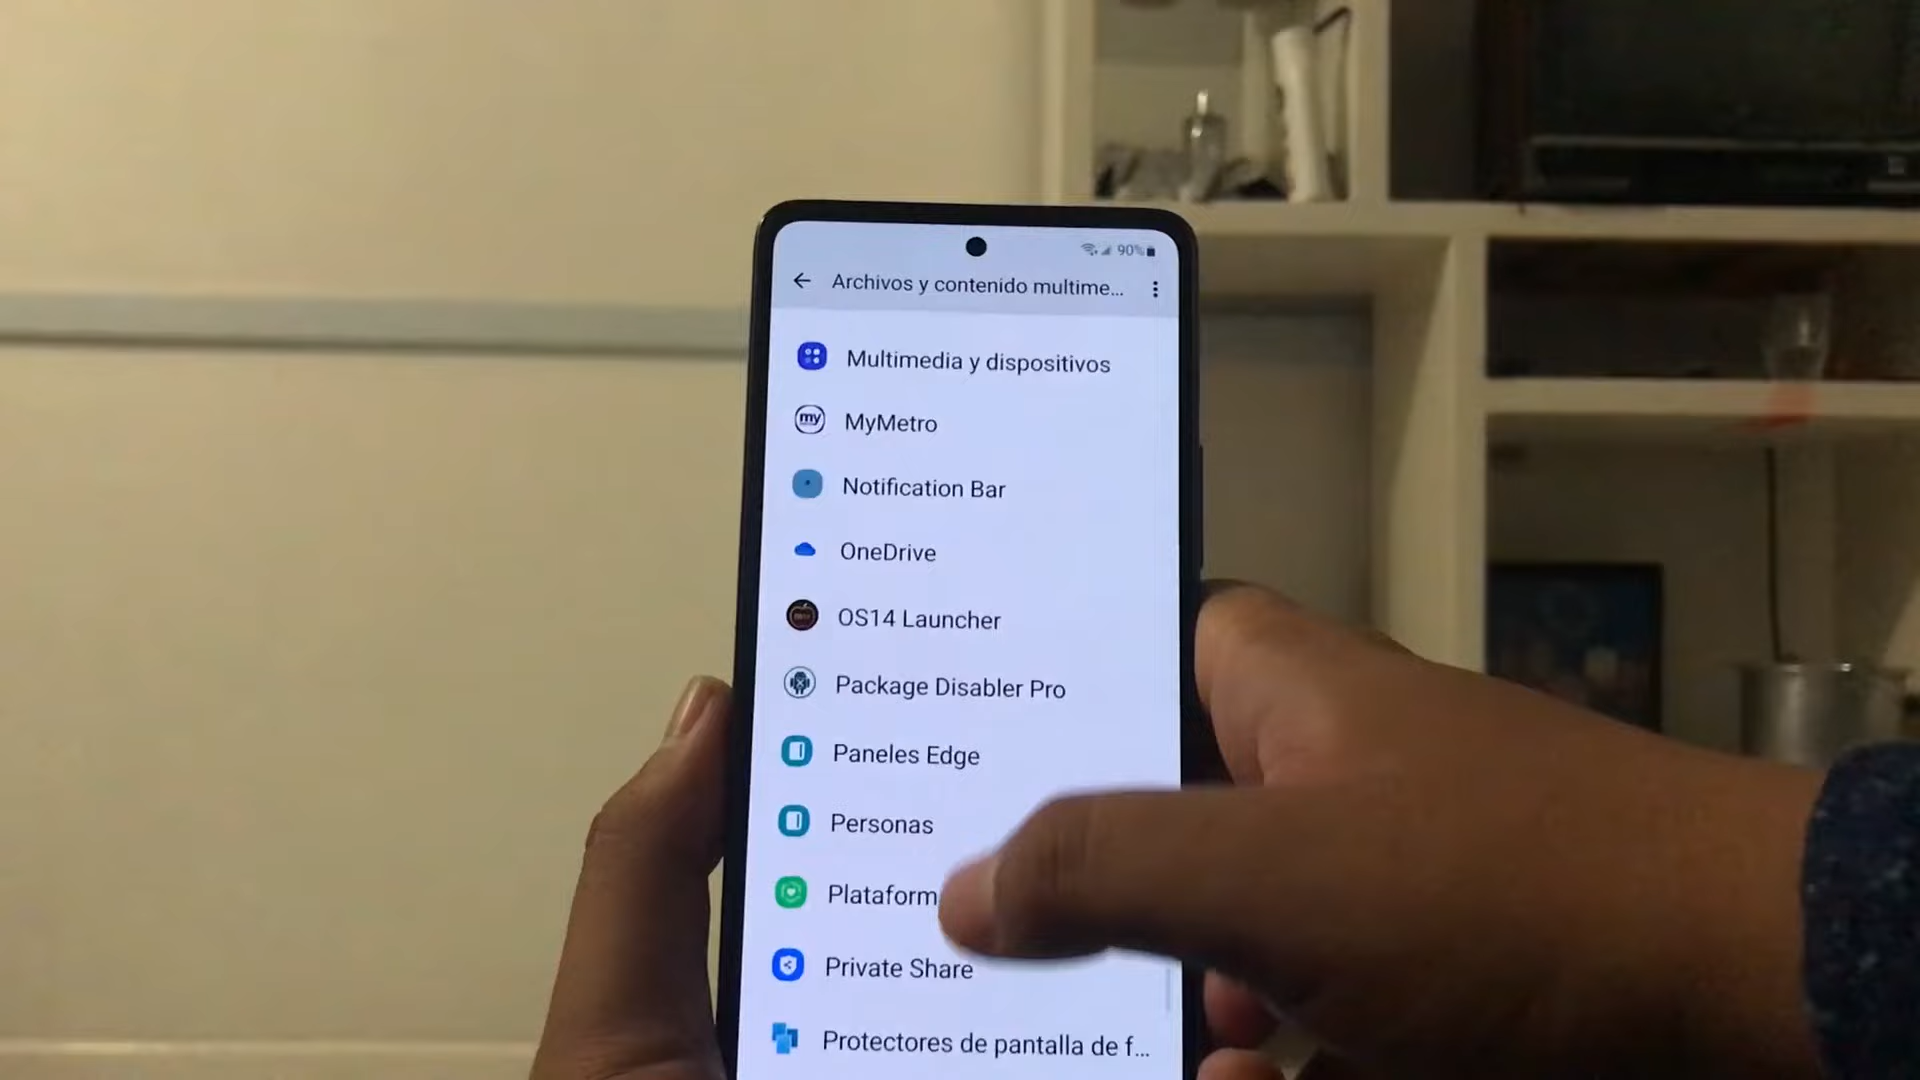 90%
Archivos y contenido multime...
Multimedia y dispositivos
my
MyMetro
Notification Bar
OneDrive
OS14 Launcher
Package Disabler Pro
Paneles Edge
Personas
Plataform
Private Share
Protectores de pantalla de f...